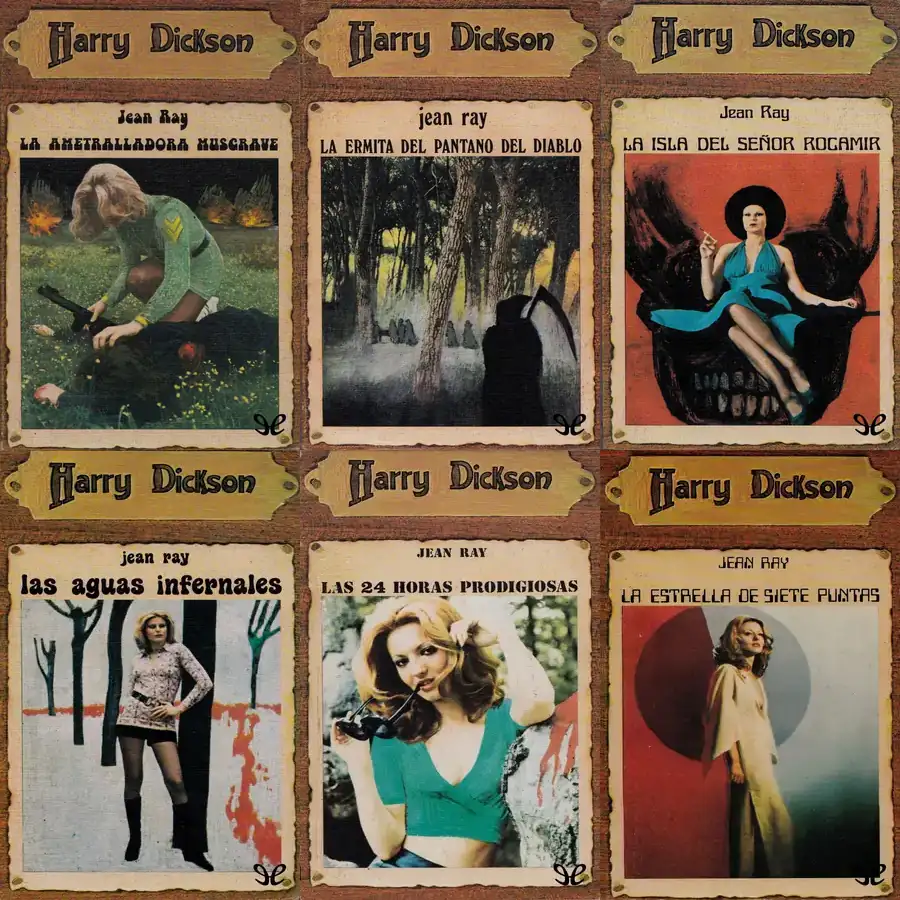 Harry Dickson
Jean Ray
LA AMETRALLADORA MUSGRAVE
Harry Dickson
jean ray
LA ERMITA DEL PANTANO DEL DIABLO
Harry Dickson
Jean Ray
LA ISLA DEL SEÑOR ROGAMIR
Harry Dickson
jean ray
las aguas infernales
Harry Dickson
JEAN RAY
LAS 24 HORAS PRODIGIOSAS
Harry Dickson
JEAN RAY
LA ESTRELLA DE SIETE PUNTAS